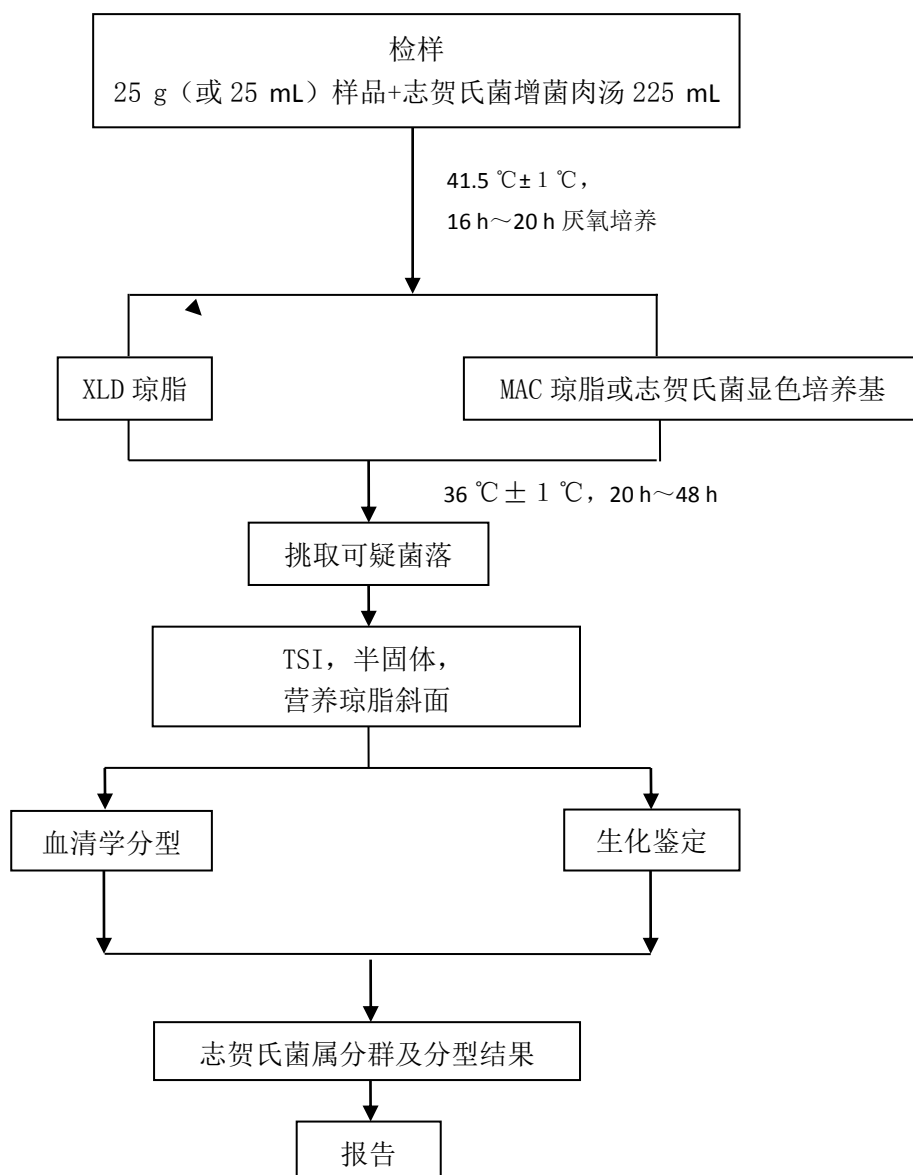 检样
25 g（或25 mL）样品+志贺氏菌增菌肉汤 225 mL
41.5 ℃±１℃，
16 h～20 h 厌氧培养
XLD 琼脂
MAC 琼脂或志贺氏菌显色培养基
36 ℃±１℃，20 h～48 h
挑取可疑菌落
TSI，半固体，
营养琼脂斜面
血清学分型
生化鉴定
志贺氏菌属分群及分型结果
报告